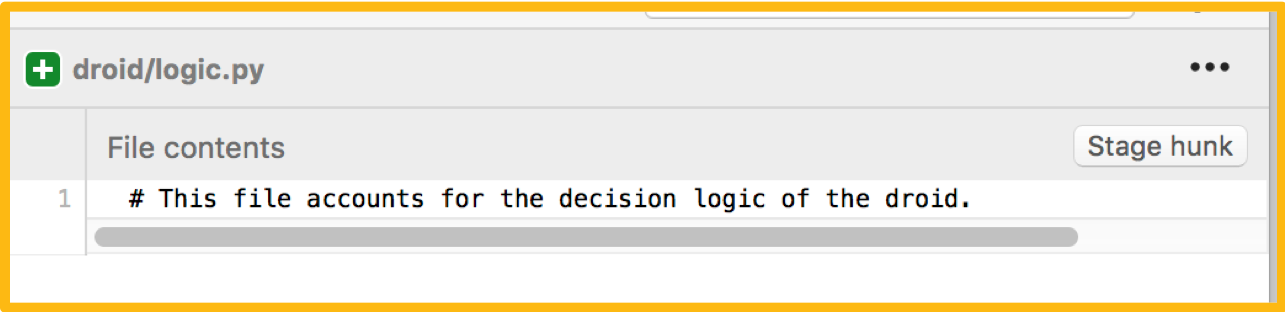 droid/logic.py
File contents
Stage hunk
1 # This file accounts for the decision logic of the droid.